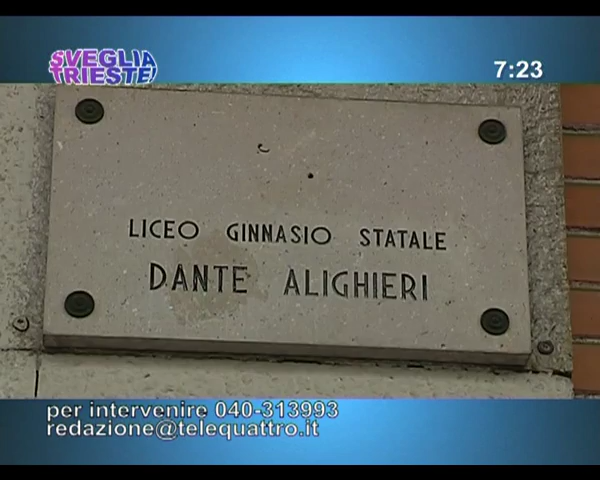 SVEGLIA
TRIESTE!
7:23
LICEO GINNASIO STATALE
DANTE ALIGHIERI
per intervenire 040-313993
redazione@telequattro.it